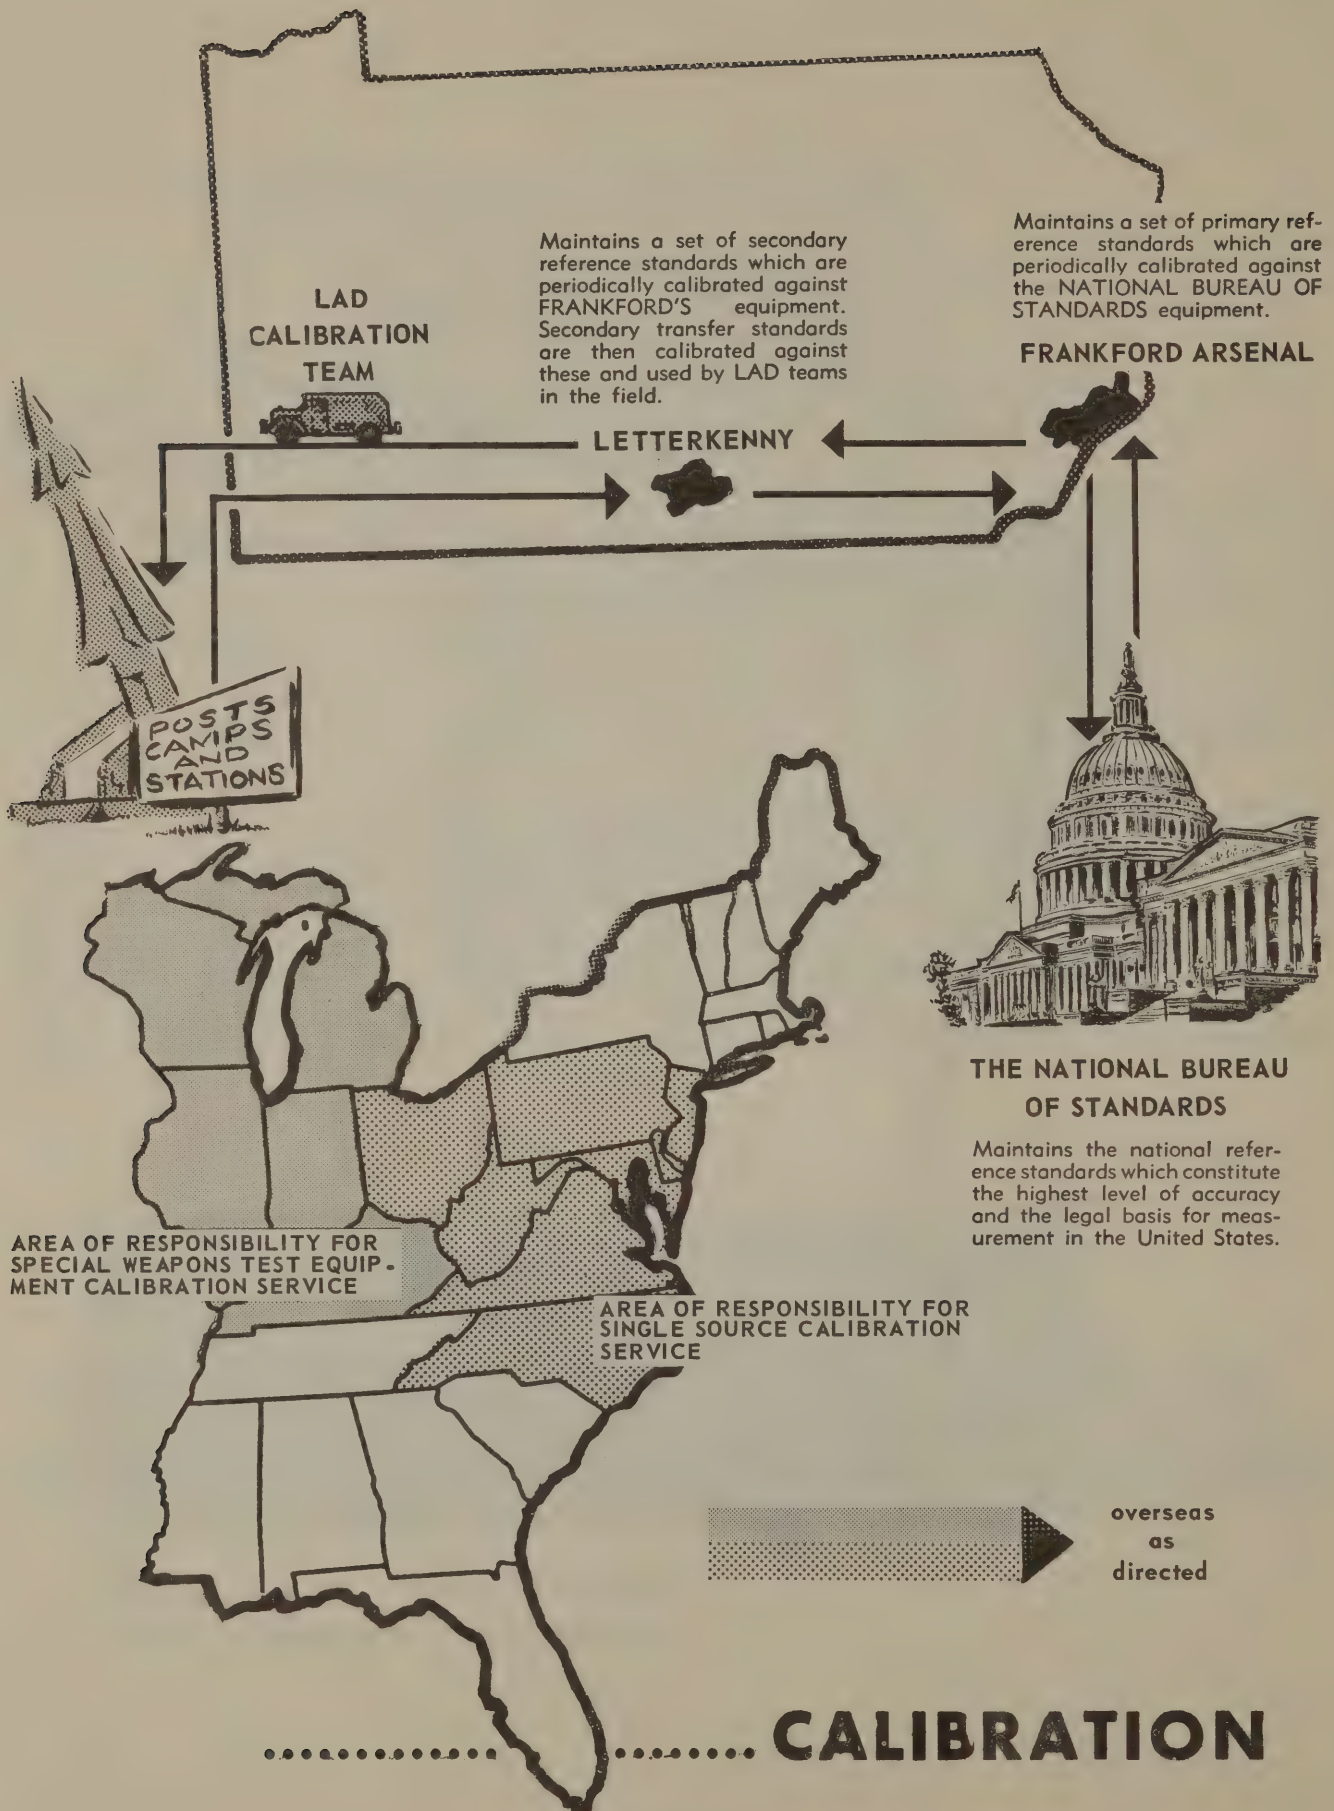 Maintains a set of primary ref-
erence standards which are
periodically calibrated against
the NATIONAL BUREAU OF
STANDARDS equipment.
FRANKFORD ARSENAL
Maintains a set of secondary
reference standards which are
periodically calibrated against
FRANKFORD'S equipment.
Secondary transfer standards
are then calibrated against
these and used by LAD teams
in the field.
LETTERKENNY
LAD
CALIBRATION
TEAM
POSTS
CAMPS
AND
STATIONS
THE NATIONAL BUREAU
OF STANDARDS
Maintains the national refer-
ence standards which constitute
the highest level of accuracy
and the legal basis for meas-
urement in the United States.
AREA OF RESPONSIBILITY FOR
SPECIAL WEAPONS TEST EQUIP-
MENT CALIBRATION SERVICE
AREA OF RESPONSIBILITY FOR
SINGLE SOURCE CALIBRATION
SERVICE
overseas
as
directed
CALIBRATION